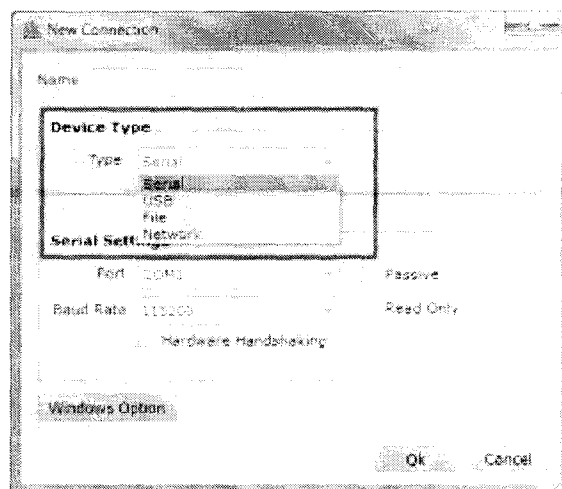 New Connection
Name
Device Type
Type Serial
Serial
USB
File
Network
Serial Sett
Port COM1 Passive
Baud Rate 115200 Read Only
Hardware Handshaking
Windows Option
Ok Cancel